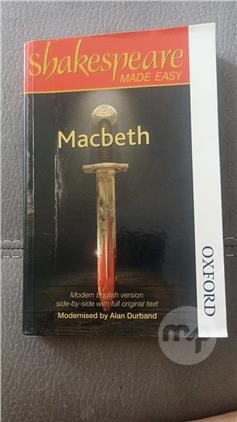 Shakespeare
MADE EASY
Macbeth
Modern English version
side-by-side with full original text
Modernised by Alan Durband
OXFORD